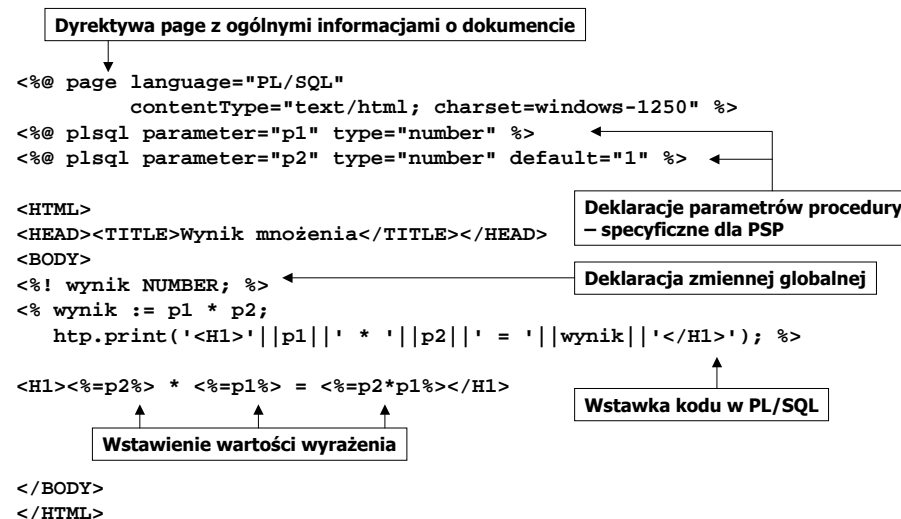 Dyrektywa page z ogólnymi informacjami o dokumencie
<%@ page language="PL/SQL"
contentType="text/html; charset=windows-1250" %>
<%@ plsql parameter="p1" type="number" %>
<%@ plsql parameter="p2" type="number" default="1" %>
Deklaracje parametrów procedury
– specyficzne dla PSP
<HTML>
<HEAD><TITLE>Wynik mnożenia</TITLE></HEAD>
<BODY>
<%! wynik NUMBER; %>
Deklaracja zmiennej globalnej
<% wynik := p1 * p2;
htp.print('<H1>'||p1||' * '||p2||' = '||wynik||'</H1>'); %>
<H1><%=p2%> * <%=p1%> = <%=p2*p1%></H1>
Wstawka kodu w PL/SQL
Wstawienie wartości wyrażenia
</BODY>
</HTML>